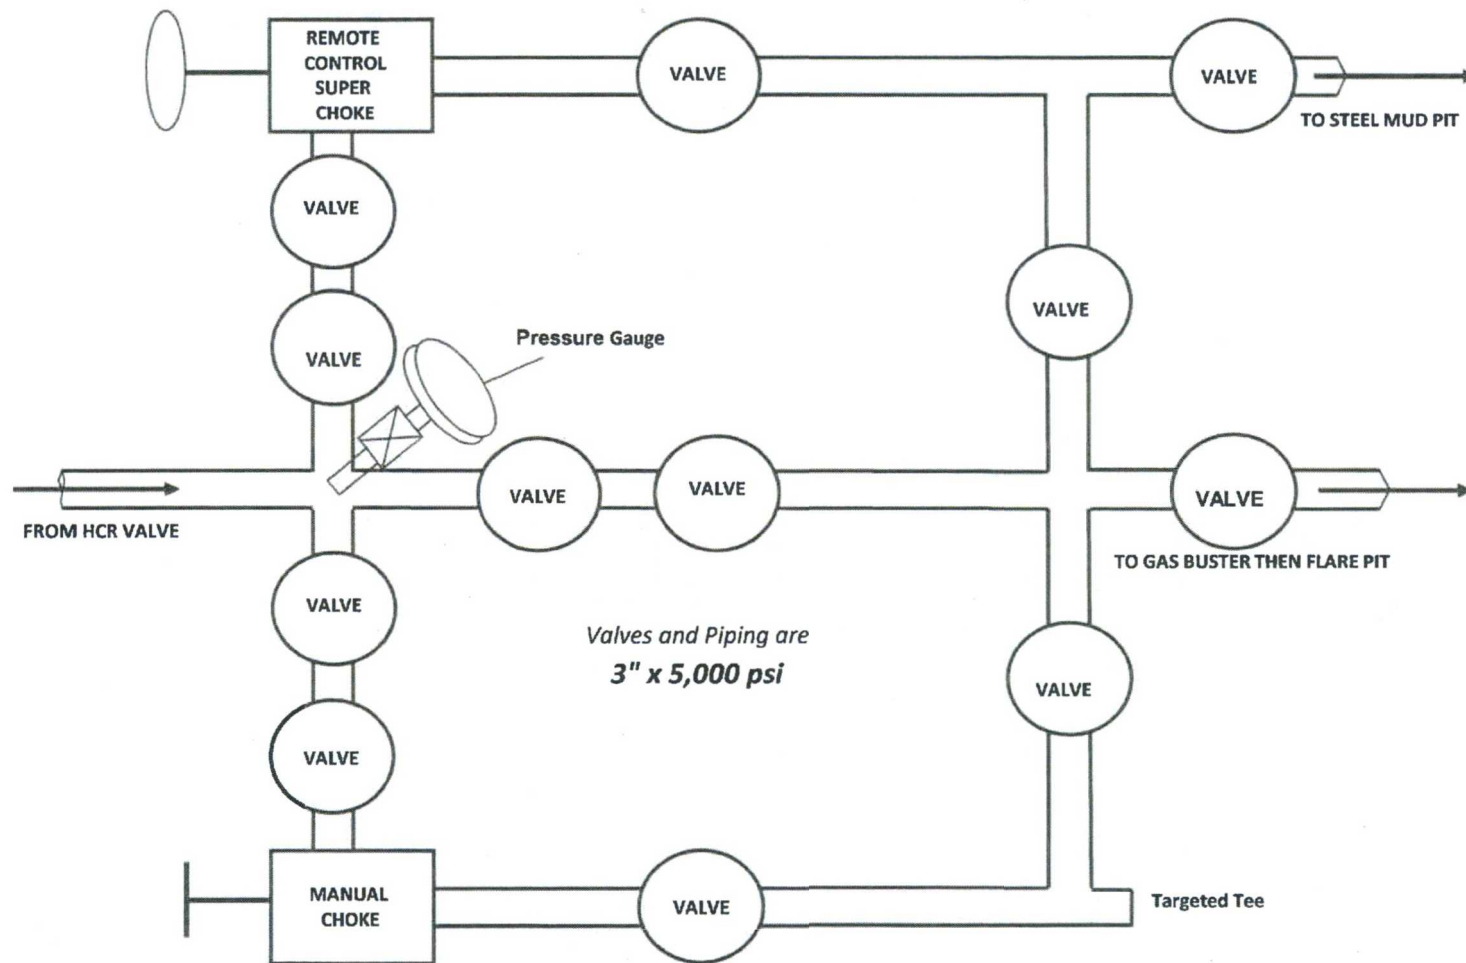 REMOTE
CONTROL
SUPER
CHOKE
VALVE
VALVE
TO STEEL MUD PIT
VALVE
VALVE
VALVE
Pressure Gauge
VALVE
VALVE
VALVE
FROM HCR VALVE
TO GAS BUSTER THEN FLARE PIT
VALVE
Valves and Piping are
3" x 5,000 psi
VALVE
VALVE
MANUAL
CHOKE
VALVE
Targeted Tee